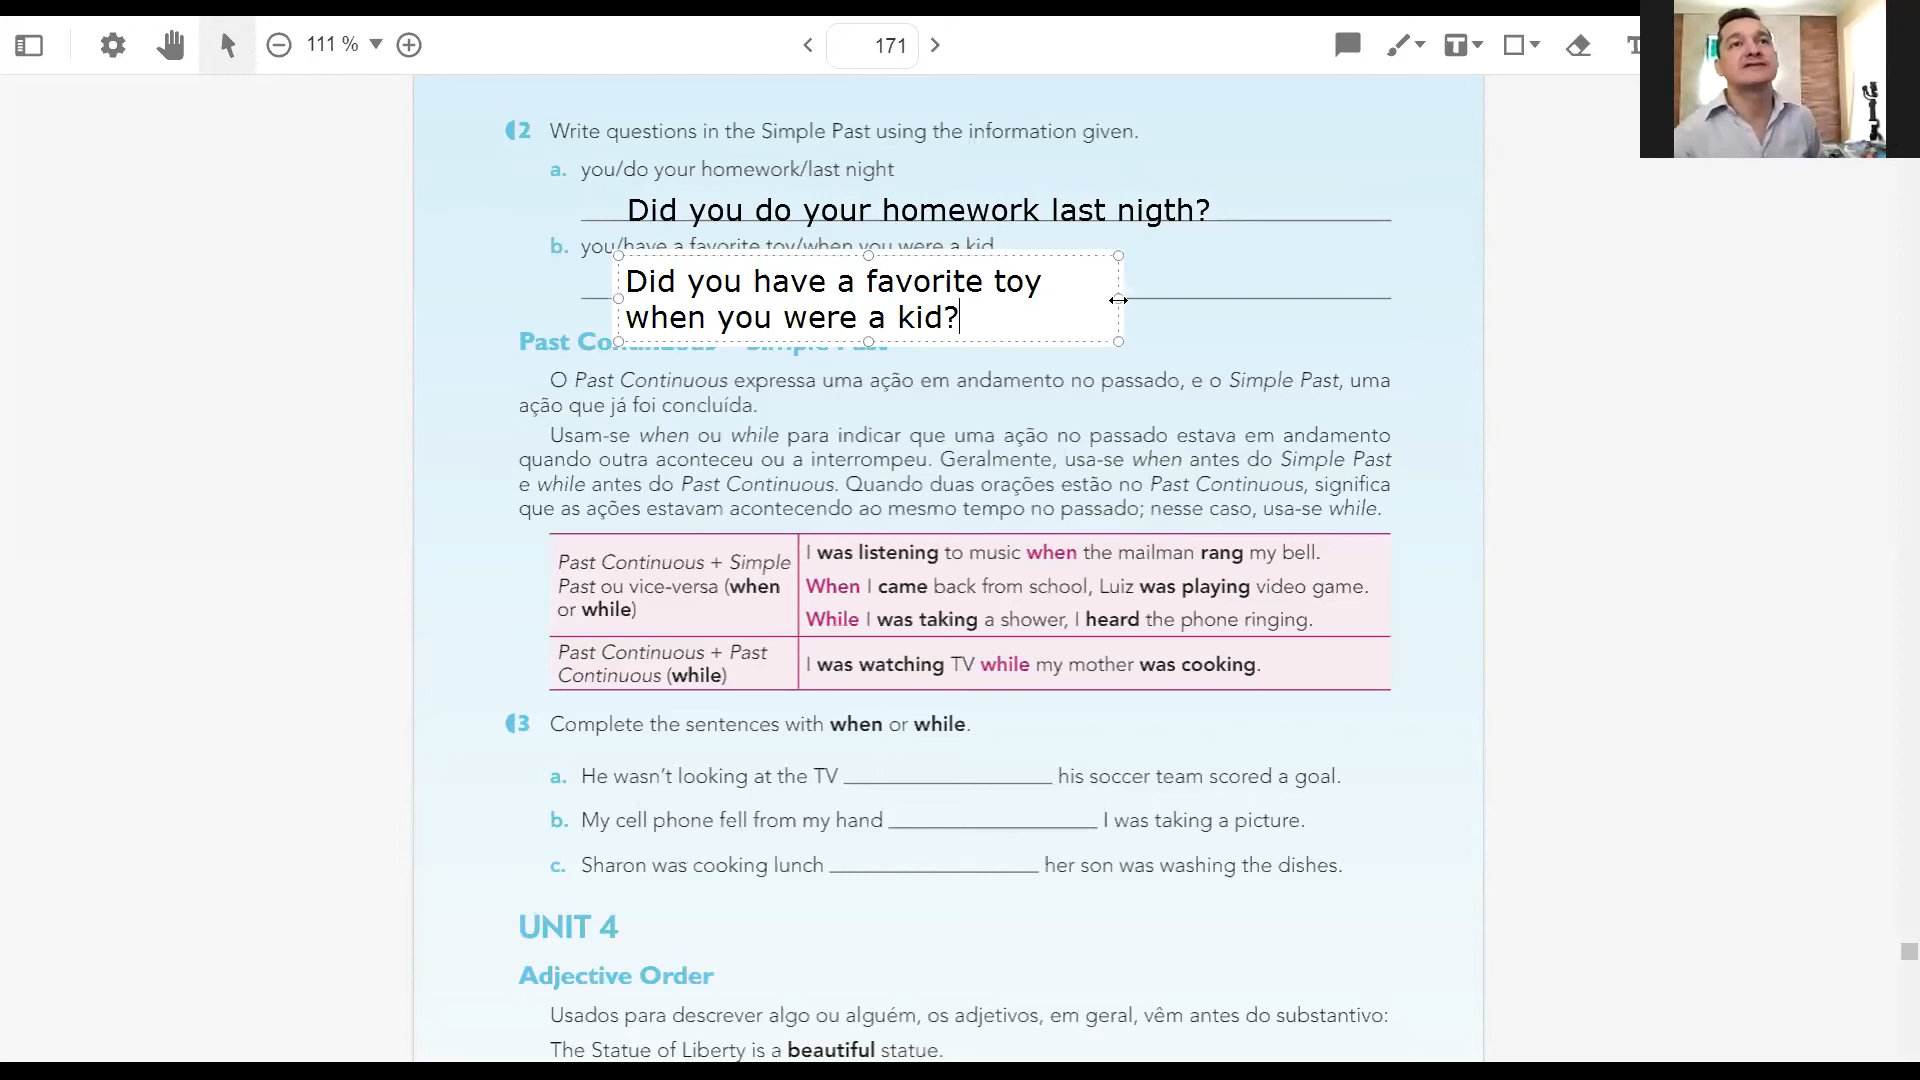 111 %
171
2 Write questions in the Simple Past using the information given.
a. you/do your homework/last night
Did you do your homework last nigth?
b. you/have a favorite toy/when you were a kid
Did you have a favorite toy
when you were a kid?
Past Continuous Simple Past
O Past Continuous expressa uma ação em andamento no passado, e o Simple Past, uma
ação que já foi concluída.
Usam-se when ou while para indicar que uma ação no passado estava em andamento
quando outra aconteceu ou a interrompeu. Geralmente, usa-se when antes do Simple Past
e while antes do Past Continuous. Quando duas orações estão no Past Continuous, significa
que as ações estavam acontecendo ao mesmo tempo no passado; nesse caso, usa-se while.
Past Continuous + Simple
Past ou vice-versa (when
or while)
I was listening to music when the mailman rang my bell.
When I came back from school, Luiz was playing video game.
While I was taking a shower, I heard the phone ringing.
Past Continuous + Past
Continuous (while)
I was watching TV while my mother was cooking.
3 Complete the sentences with when or while.
a. He wasn't looking at the TV ____ his soccer team scored a goal.
b. My cell phone fell from my hand ____ I was taking a picture.
c. Sharon was cooking lunch ____ her son was washing the dishes.
UNIT 4
Adjective Order
Usados para descrever algo ou alguém, os adjetivos, em geral, vêm antes do substantivo:
The Statue of Liberty is a beautiful statue.